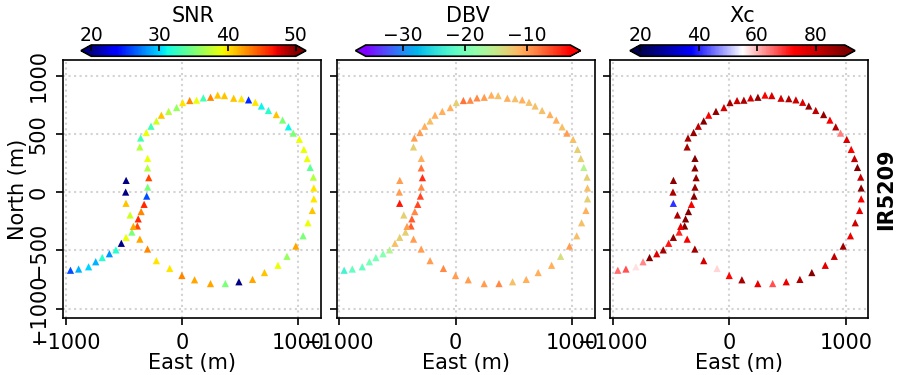 SNR DBV Xc
20 30 40 50 −30 −20 −10 20 40 60 80
1000
500
0
−500
−1000
North (m)
IR5209
−1000 0 1000 −1000 0 1000 −1000 0 1000
East (m) East (m) East (m)